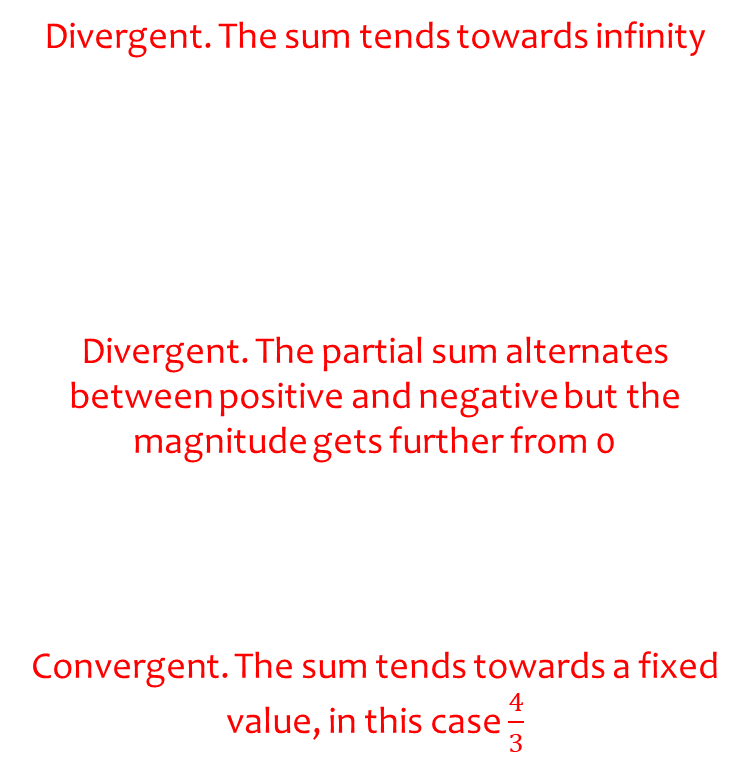 Divergent. The sum tends towards infinity
Divergent. The partial sum alternates
between positive and negative but the
magnitude gets further from 0
Convergent. The sum tends towards a fixed
value, in this case 4/3